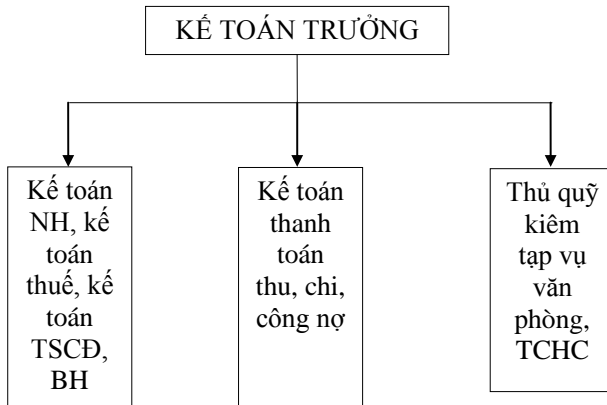 KẾ TOÁN TRƯỞNG
Kế toán
NH, kế
toán
thuế, kế
toán
TSCĐ,
BH
Kế toán
thanh
toán
thu, chi,
công nợ
Thủ quỹ
kiêm
tạp vụ
văn
phòng,
TCHC